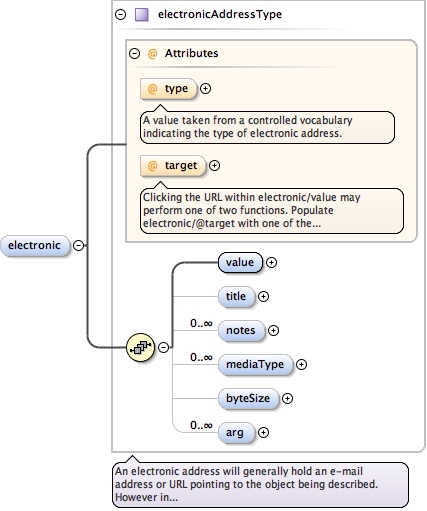 electronicAddressType
@ Attributes
@ type
A value taken from a controlled vocabulary
indicating the type of electronic address.
@ target
Clicking the URL within electronic/value may
perform one of two functions. Populate
electronic/@target with one of the...
electronic
value
title
0..∞
notes
0..∞
mediaType
byteSize
0..∞
arg
An electronic address will generally hold an e-mail
address or URL pointing to the object being described.
However in...